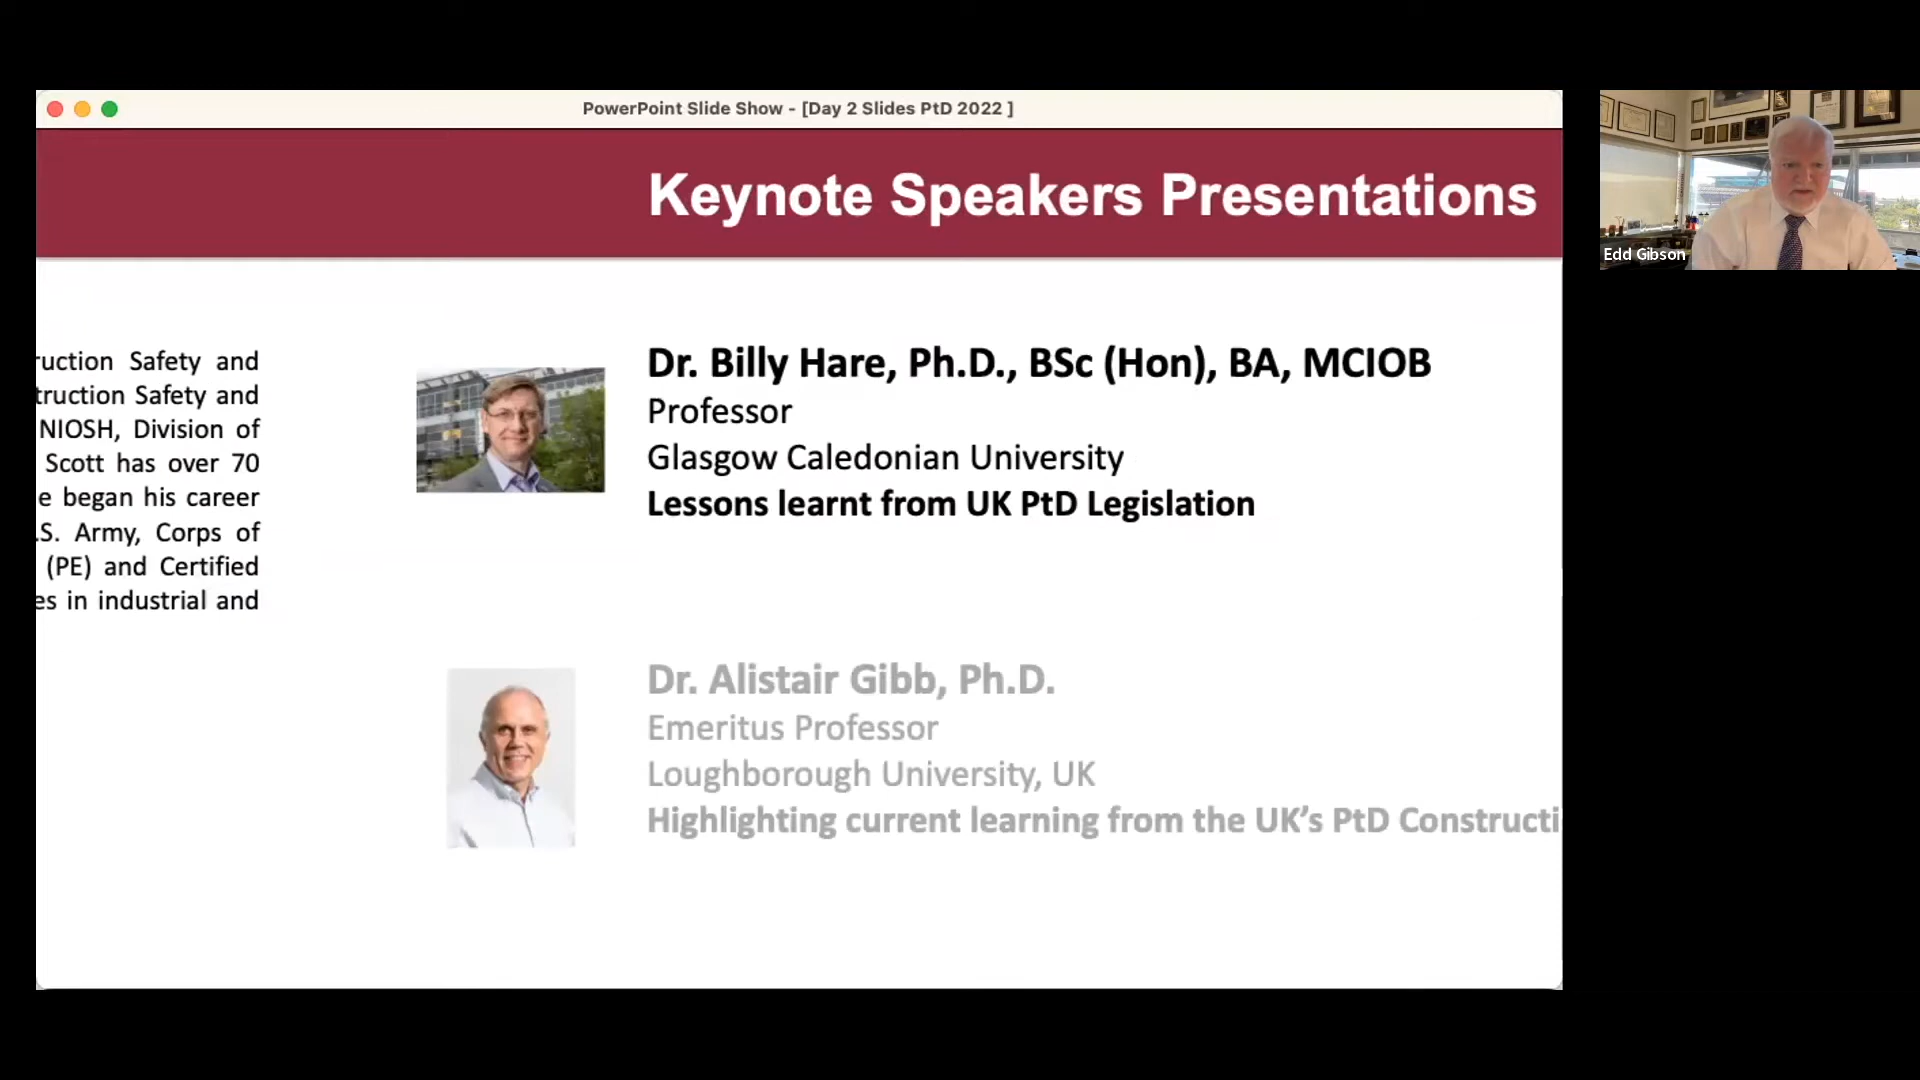 PowerPoint Slide Show - [Day 2 Slides PtD 2022 ]
Keynote Speakers Presentations
ruction Safety and
truction Safety and
NIOSH, Division of
Scott has over 70
e began his career
.S. Army, Corps of
(PE) and Certified
es in industrial and
Dr. Billy Hare, Ph.D., BSc (Hon), BA, MCIOB
Professor
Glasgow Caledonian University
Lessons learnt from UK PtD Legislation
Dr. Alistair Gibb, Ph.D.
Emeritus Professor
Loughborough University, UK
Highlighting current learning from the UK’s PtD Constructi
Edd Gibson